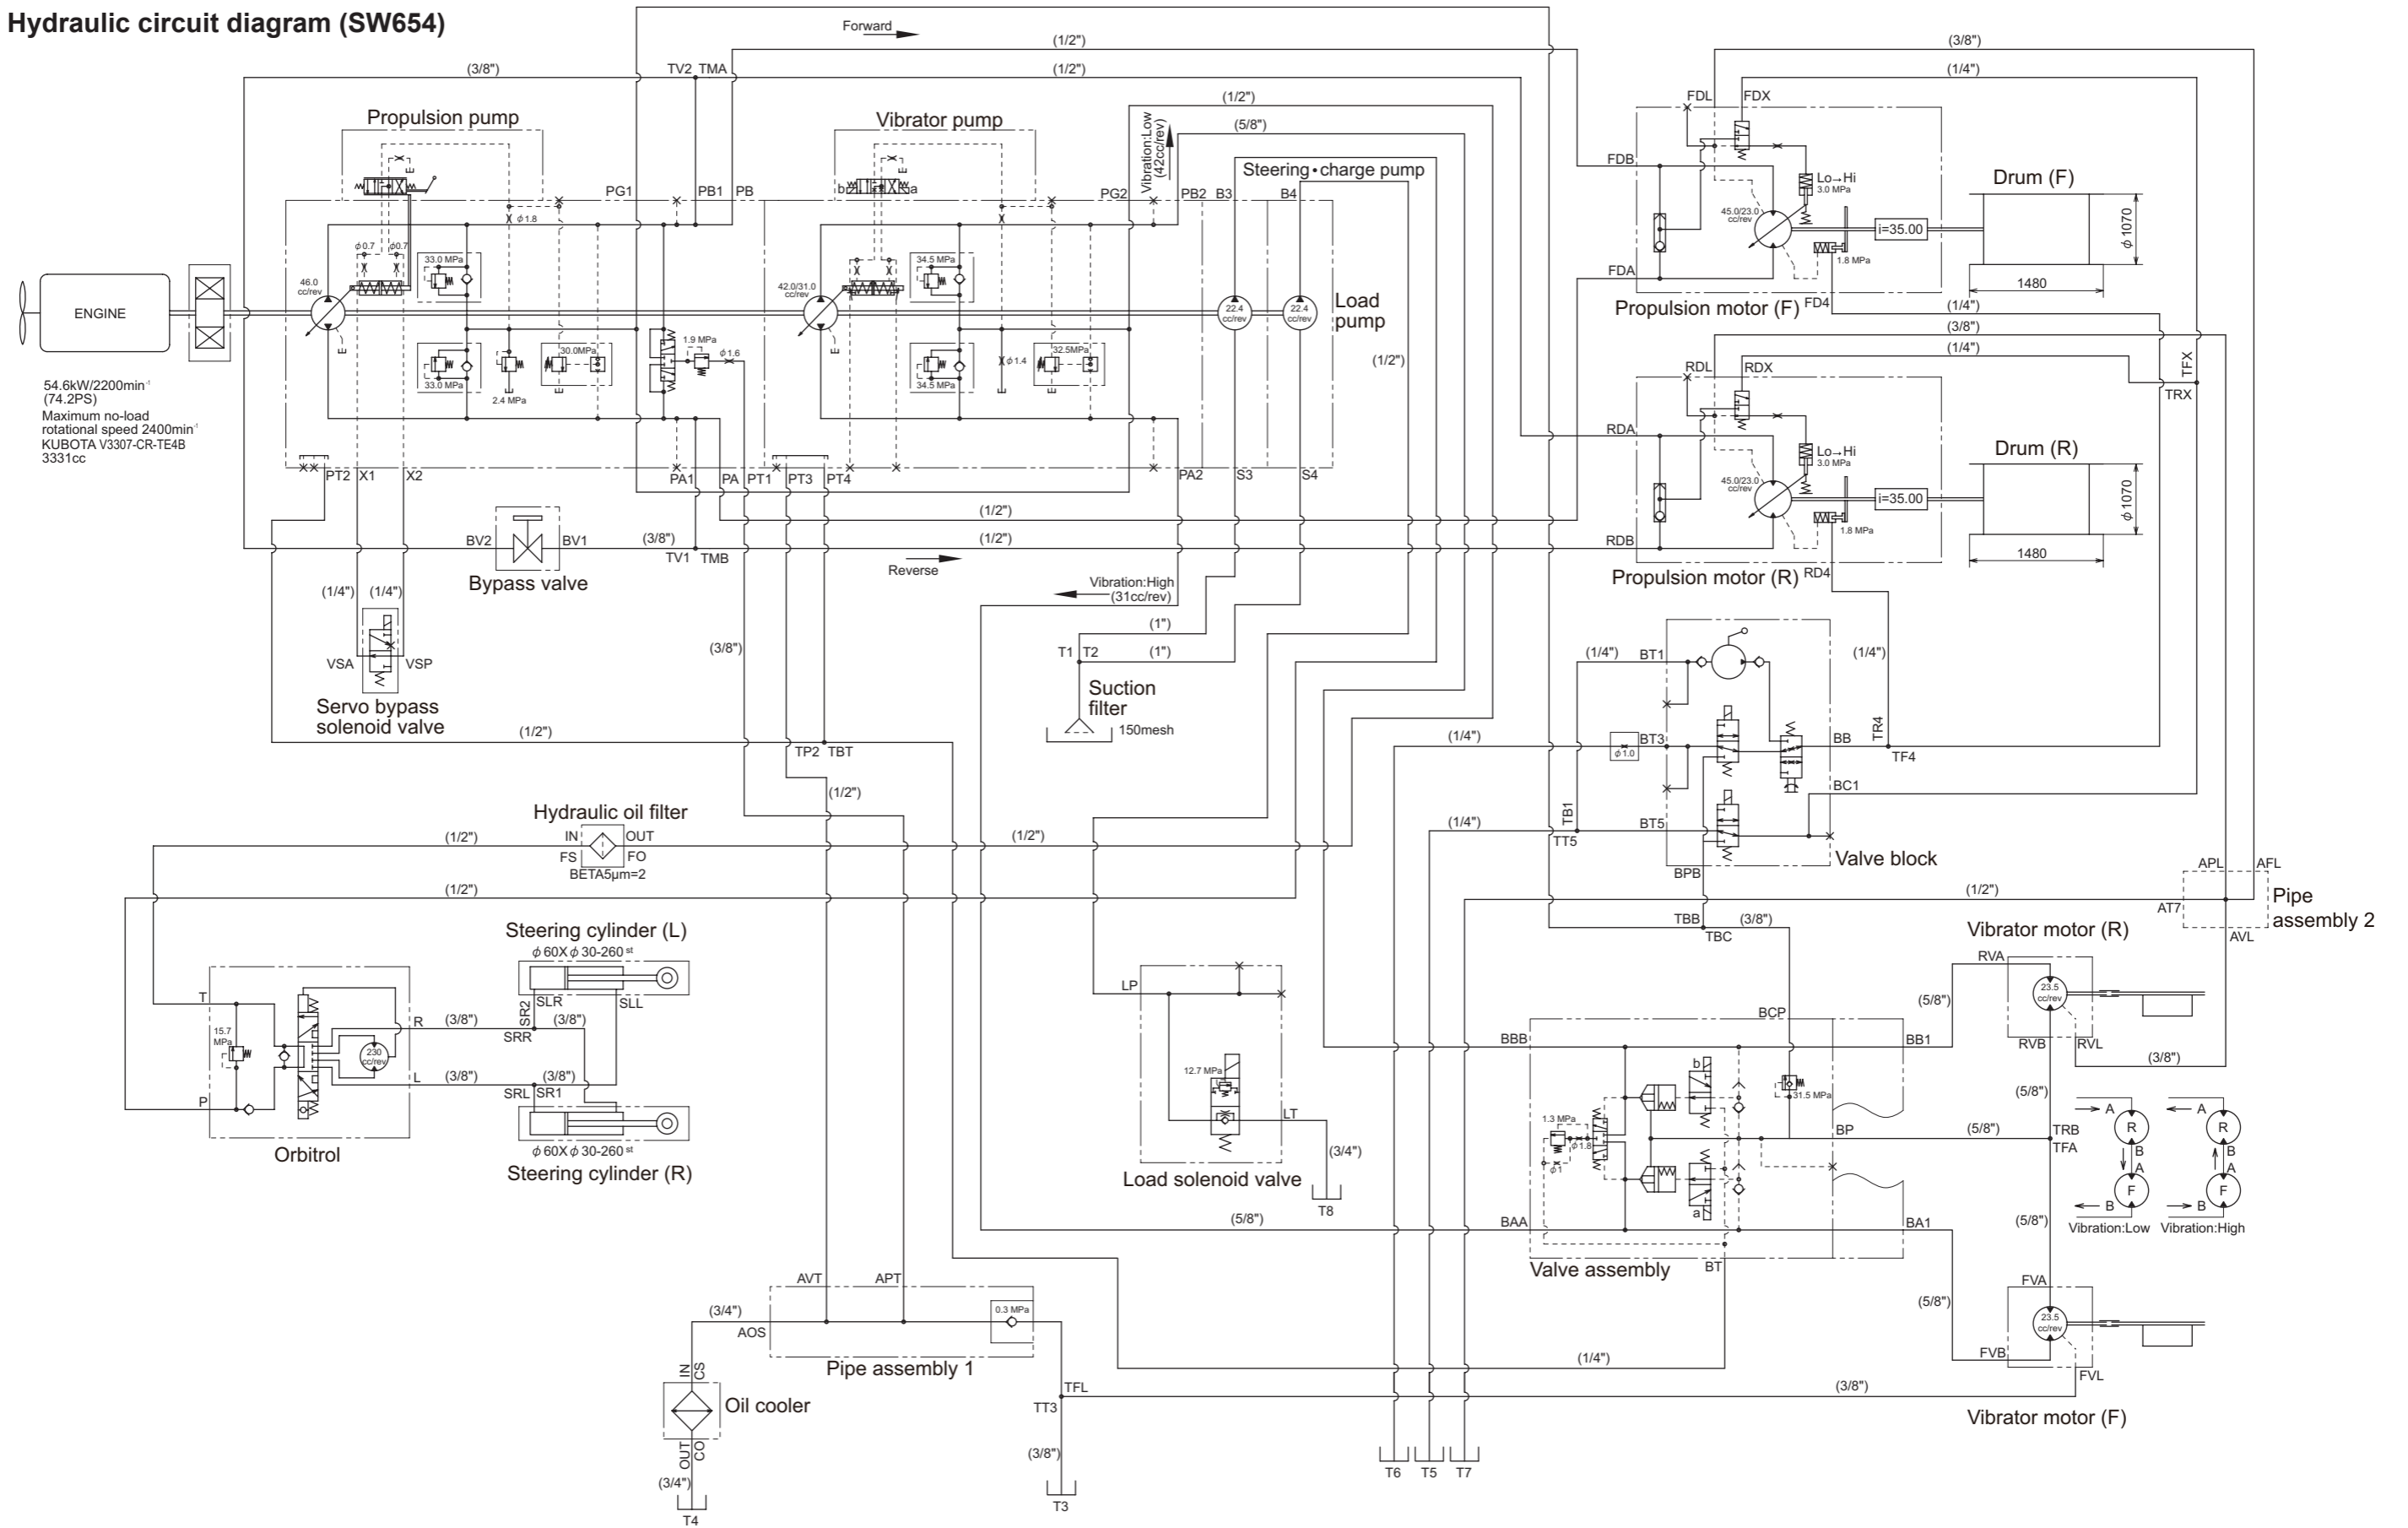 Hydraulic circuit diagram (SW654)
Forward
(1/2")
(3/8")
(3/8")
TV2
TMA
(1/2")
(1/4")
(1/2")
(5/8")
Propulsion pump
Vibrator pump
Vibration:Low
(42cc/rev)
Steering•charge pump
FDL
FDX
FDB
Lo→Hi
3.0 MPa
Drum (F)
PG1
PB1
PB
b
a
PG2
PB2
B3
B4
φ1.8
45.0/23.0
cc/rev
i=35.00
φ1070
φ0.7
φ0.7
33.0 MPa
34.5 MPa
1.8 MPa
FDA
1480
46.0
cc/rev
42.0/31.0
cc/rev
Load
pump
Propulsion motor (F)
FD4
(1/4")
ENGINE
22.4
cc/rev
22.4
cc/rev
(3/8")
(1/4")
1.9 MPa
φ1.6
30.0MPa
φ1.4
32.5MPa
(1/2")
33.0 MPa
34.5 MPa
2.4 MPa
RDL
RDX
TFX
TRX
54.6kW/2200min-1
(74.2PS)
Maximum no-load
rotational speed 2400min-1
KUBOTA V3307-CR-TE4B
3331cc
RDA
Lo→Hi
3.0 MPa
Drum (R)
PT2
X1
X2
PA1
PA
PT1
PT3
PT4
PA2
S3
S4
45.0/23.0
cc/rev
i=35.00
φ1070
(1/2")
1.8 MPa
BV2
BV1
(3/8")
TV1
TMB
(1/2")
RDB
1480
Bypass valve
Reverse
Propulsion motor (R)
RD4
Vibration:High
(31cc/rev)
(1/4")
(1/4")
(1")
(3/8")
T1
T2
(1")
(1/4")
BT1
(1/4")
VSA
VSP
Suction
filter
150mesh
Servo bypass
solenoid valve
(1/2")
TP2
TBT
(1/4")
BT3
φ1.0
BB
TR4
TF4
BC1
(1/2")
TB1
Hydraulic oil filter
(1/2")
IN
OUT
FS
FO
BETA5μm=2
(1/2")
(1/4")
TT5
BT5
BPB
Valve block
APL
AFL
(1/2")
(1/2")
AT7
Pipe
assembly 2
TBB
TBC
(3/8")
AVL
Steering cylinder (L)
φ60Xφ30-260st
Vibrator motor (R)
RVA
T
SR2
SLR
SLL
LP
23.5
cc/rev
(5/8")
15.7
MPa
R
(3/8")
SRR
(3/8")
BCP
BBB
BB1
RVB
RVL
(3/8")
230
cc/rev
L
(3/8")
(3/8")
SRL
SR1
12.7 MPa
b
31.5 MPa
(5/8")
P
LT
1.3 MPa
φ1.8
φ1
BP
(5/8")
TRB
TFA
A
R
B
A
F
B
Vibration:Low
A
R
B
A
F
B
Vibration:High
Orbitrol
φ60Xφ30-260st
Steering cylinder (R)
Load solenoid valve
(3/4")
T8
a
(5/8")
BAA
BA1
(5/8")
Valve assembly
BT
AVT
APT
FVA
(3/4")
AOS
0.3 MPa
(5/8")
23.5
cc/rev
FVB
FVL
Pipe assembly 1
(1/4")
IN
CS
Oil cooler
TFL
TT3
(3/8")
Vibrator motor (F)
OUT
CO
(3/8")
(3/4")
T6
T5
T7
T4
T3